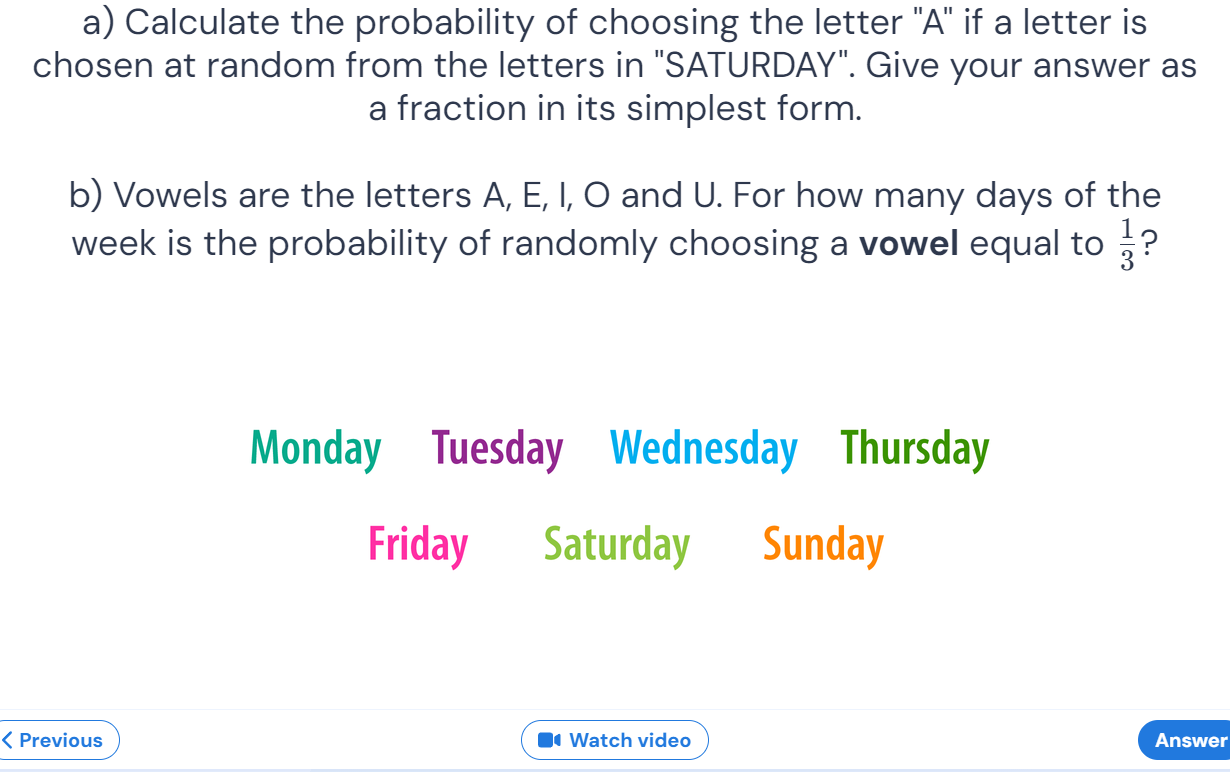 a) Calculate the probability of choosing the letter "A" if a letter is
chosen at random from the letters in "SATURDAY". Give your answer as
a fraction in its simplest form.
b) Vowels are the letters A, E, I, O and U. For how many days of the
week is the probability of randomly choosing a vowel equal to 1/3?
Monday Tuesday Wednesday Thursday
Friday Saturday Sunday
Previous Watch video Answer